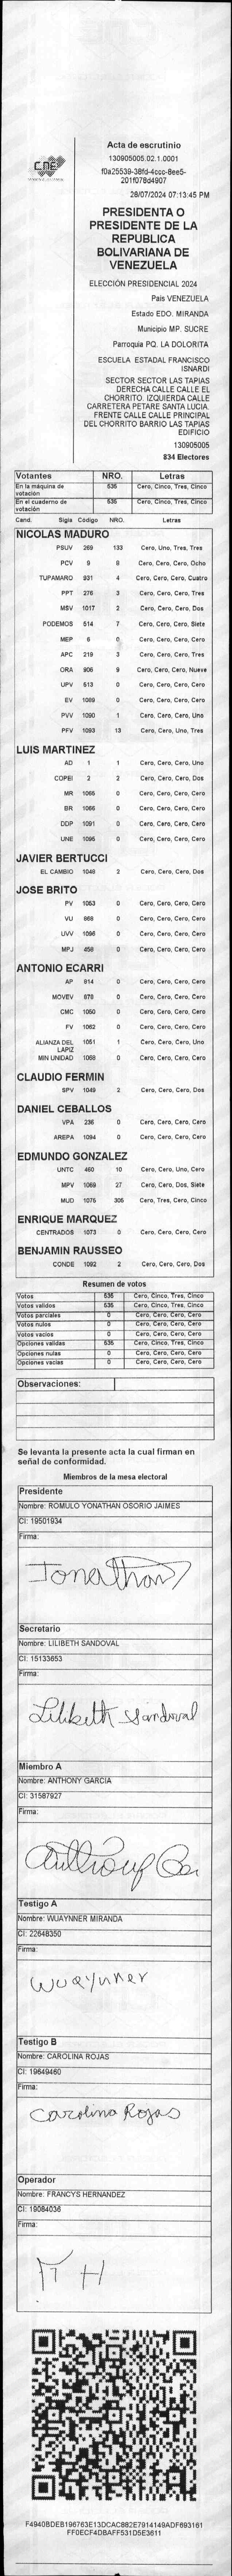 CNE
Acta de escrutinio
130905005.02.1.0001
f0a25539-38fd-4ccc-8ee5-
201f078d4907
28/07/2024 07:13:45 PM
PRESIDENTA O
PRESIDENTE DE LA
REPUBLICA
BOLIVARIANA DE
VENEZUELA
ELECCIÓN PRESIDENCIAL 2024
Pais VENEZUELA
Estado EDO. MIRANDA
Municipio MP. SUCRE
Parroquia PQ. LA DOLORITA
ESCUELA ESTADAL FRANCISCO
ISNARDI
SECTOR SECTOR LAS TAPIAS
DERECHA CALLE CALLE EL
CHORRITO. IZQUIERDA CALLE
CARRETERA PETARE SANTA LUCIA.
FRENTE CALLE CALLE PRINCIPAL
DEL CHORRITO BARRIO LAS TAPIAS
EDIFICIO
130905005
834 Electores
Votantes NRO. Letras
En la máquina de votación 535 Cero, Cinco, Tres, Cinco
En el cuaderno de votación 535 Cero, Cinco, Tres, Cinco
Cand. Sigla Código NRO. Letras
NICOLAS MADURO
PSUV 269 133 Cero, Uno, Tres, Tres
PCV 9 8 Cero, Cero, Cero, Ocho
TUPAMARO 931 4 Cero, Cero, Cero, Cuatro
PPT 276 3 Cero, Cero, Cero, Tres
MSV 1017 2 Cero, Cero, Cero, Dos
PODEMOS 514 7 Cero, Cero, Cero, Siete
MEP 6 0 Cero, Cero, Cero, Cero
APC 219 3 Cero, Cero, Cero, Tres
ORA 906 9 Cero, Cero, Cero, Nueve
UPV 513 0 Cero, Cero, Cero, Cero
EV 1089 0 Cero, Cero, Cero, Cero
PVV 1090 1 Cero, Cero, Cero, Uno
PFV 1093 13 Cero, Cero, Uno, Tres
LUIS MARTINEZ
AD 1 1 Cero, Cero, Cero, Uno
COPEI 2 2 Cero, Cero, Cero, Dos
MR 1065 0 Cero, Cero, Cero, Cero
BR 1066 0 Cero, Cero, Cero, Cero
DDP 1091 0 Cero, Cero, Cero, Cero
UNE 1095 0 Cero, Cero, Cero, Cero
JAVIER BERTUCCI
EL CAMBIO 1048 2 Cero, Cero, Cero, Dos
JOSE BRITO
PV 1053 0 Cero, Cero, Cero, Cero
VU 868 0 Cero, Cero, Cero, Cero
UVV 1096 0 Cero, Cero, Cero, Cero
MPJ 458 0 Cero, Cero, Cero, Cero
ANTONIO ECARRI
AP 814 0 Cero, Cero, Cero, Cero
MOVEV 878 0 Cero, Cero, Cero, Cero
CMC 1050 0 Cero, Cero, Cero, Cero
FV 1062 0 Cero, Cero, Cero, Cero
ALIANZA DEL LAPIZ 1051 1 Cero, Cero, Cero, Uno
MIN UNIDAD 1068 0 Cero, Cero, Cero, Cero
CLAUDIO FERMIN
SPV 1049 2 Cero, Cero, Cero, Dos
DANIEL CEBALLOS
VPA 236 0 Cero, Cero, Cero, Cero
AREPA 1094 0 Cero, Cero, Cero, Cero
EDMUNDO GONZALEZ
UNTC 460 10 Cero, Cero, Uno, Cero
MPV 1069 27 Cero, Cero, Dos, Siete
MUD 1075 305 Cero, Tres, Cero, Cinco
ENRIQUE MARQUEZ
CENTRADOS 1073 0 Cero, Cero, Cero, Cero
BENJAMIN RAUSSEO
CONDE 1092 2 Cero, Cero, Cero, Dos
Resumen de votos
Votos 535 Cero, Cinco, Tres, Cinco
Votos validos 535 Cero, Cinco, Tres, Cinco
Votos parciales 0 Cero, Cero, Cero, Cero
Votos nulos 0 Cero, Cero, Cero, Cero
Votos vacios 0 Cero, Cero, Cero, Cero
Opciones validas 535 Cero, Cinco, Tres, Cinco
Opciones nulas 0 Cero, Cero, Cero, Cero
Opciones vacias 0 Cero, Cero, Cero, Cero
Observaciones:
Se levanta la presente acta la cual firman en
señal de conformidad.
Miembros de la mesa electoral
Presidente
Nombre: ROMULO YONATHAN OSORIO JAIMES
CI: 19501934
Firma:
Jonathan
Secretario
Nombre: LILIBETH SANDOVAL
CI: 15133653
Firma:
Lilibeth Sandoval
Miembro A
Nombre: ANTHONY GARCIA
CI: 31587927
Firma:
Testigo A
Nombre: WUAYNNER MIRANDA
CI: 22648350
Firma:
Wuaynner
Testigo B
Nombre: CAROLINA ROJAS
CI: 19649460
Firma:
Carolina Rojas
Operador
Nombre: FRANCYS HERNANDEZ
CI: 19084036
Firma:
F4940BDEB196763E13DCAC882E7914149ADF693161
FF0ECF4DBAFF531D5E3611